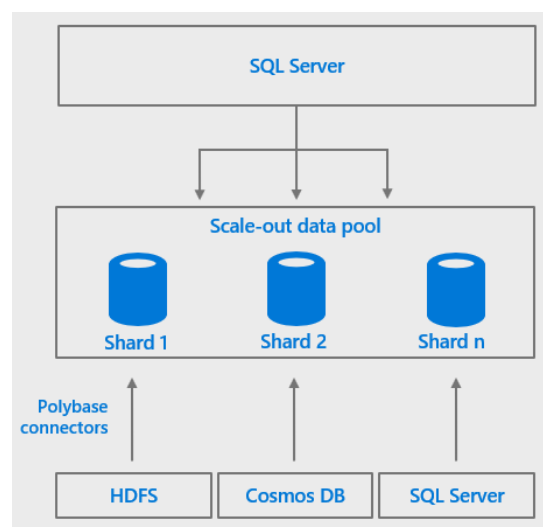 SQL Server
Scale-out data pool
Shard 1
Shard 2
Shard n
Polybase
connectors
HDFS
Cosmos DB
SQL Server